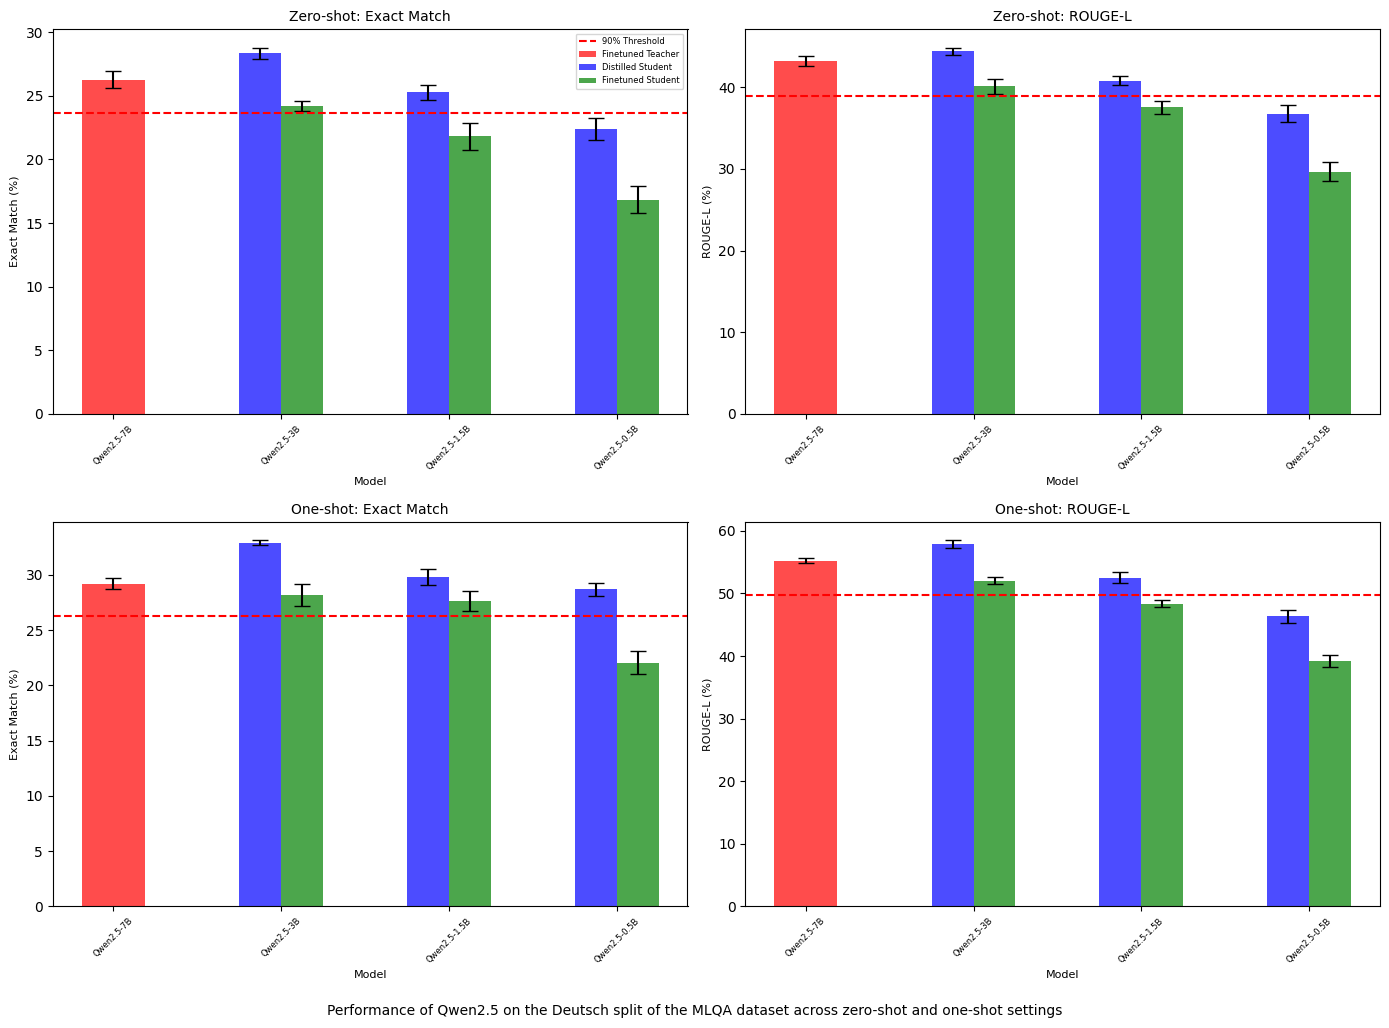 Zero-shot: Exact Match
30
25
20
15
10
5
0
Exact Match (%)
90% Threshold
Finetuned Teacher
Distilled Student
Finetuned Student
Qwen2.5-7B
Qwen2.5-3B
Qwen2.5-1.5B
Qwen2.5-0.5B
Model
Zero-shot: ROUGE-L
40
30
20
10
0
ROUGE-L (%)
Qwen2.5-7B
Qwen2.5-3B
Qwen2.5-1.5B
Qwen2.5-0.5B
Model
One-shot: Exact Match
30
25
20
15
10
5
0
Exact Match (%)
Qwen2.5-7B
Qwen2.5-3B
Qwen2.5-1.5B
Qwen2.5-0.5B
Model
One-shot: ROUGE-L
60
50
40
30
20
10
0
ROUGE-L (%)
Qwen2.5-7B
Qwen2.5-3B
Qwen2.5-1.5B
Qwen2.5-0.5B
Model
Performance of Qwen2.5 on the Deutsch split of the MLQA dataset across zero-shot and one-shot settings